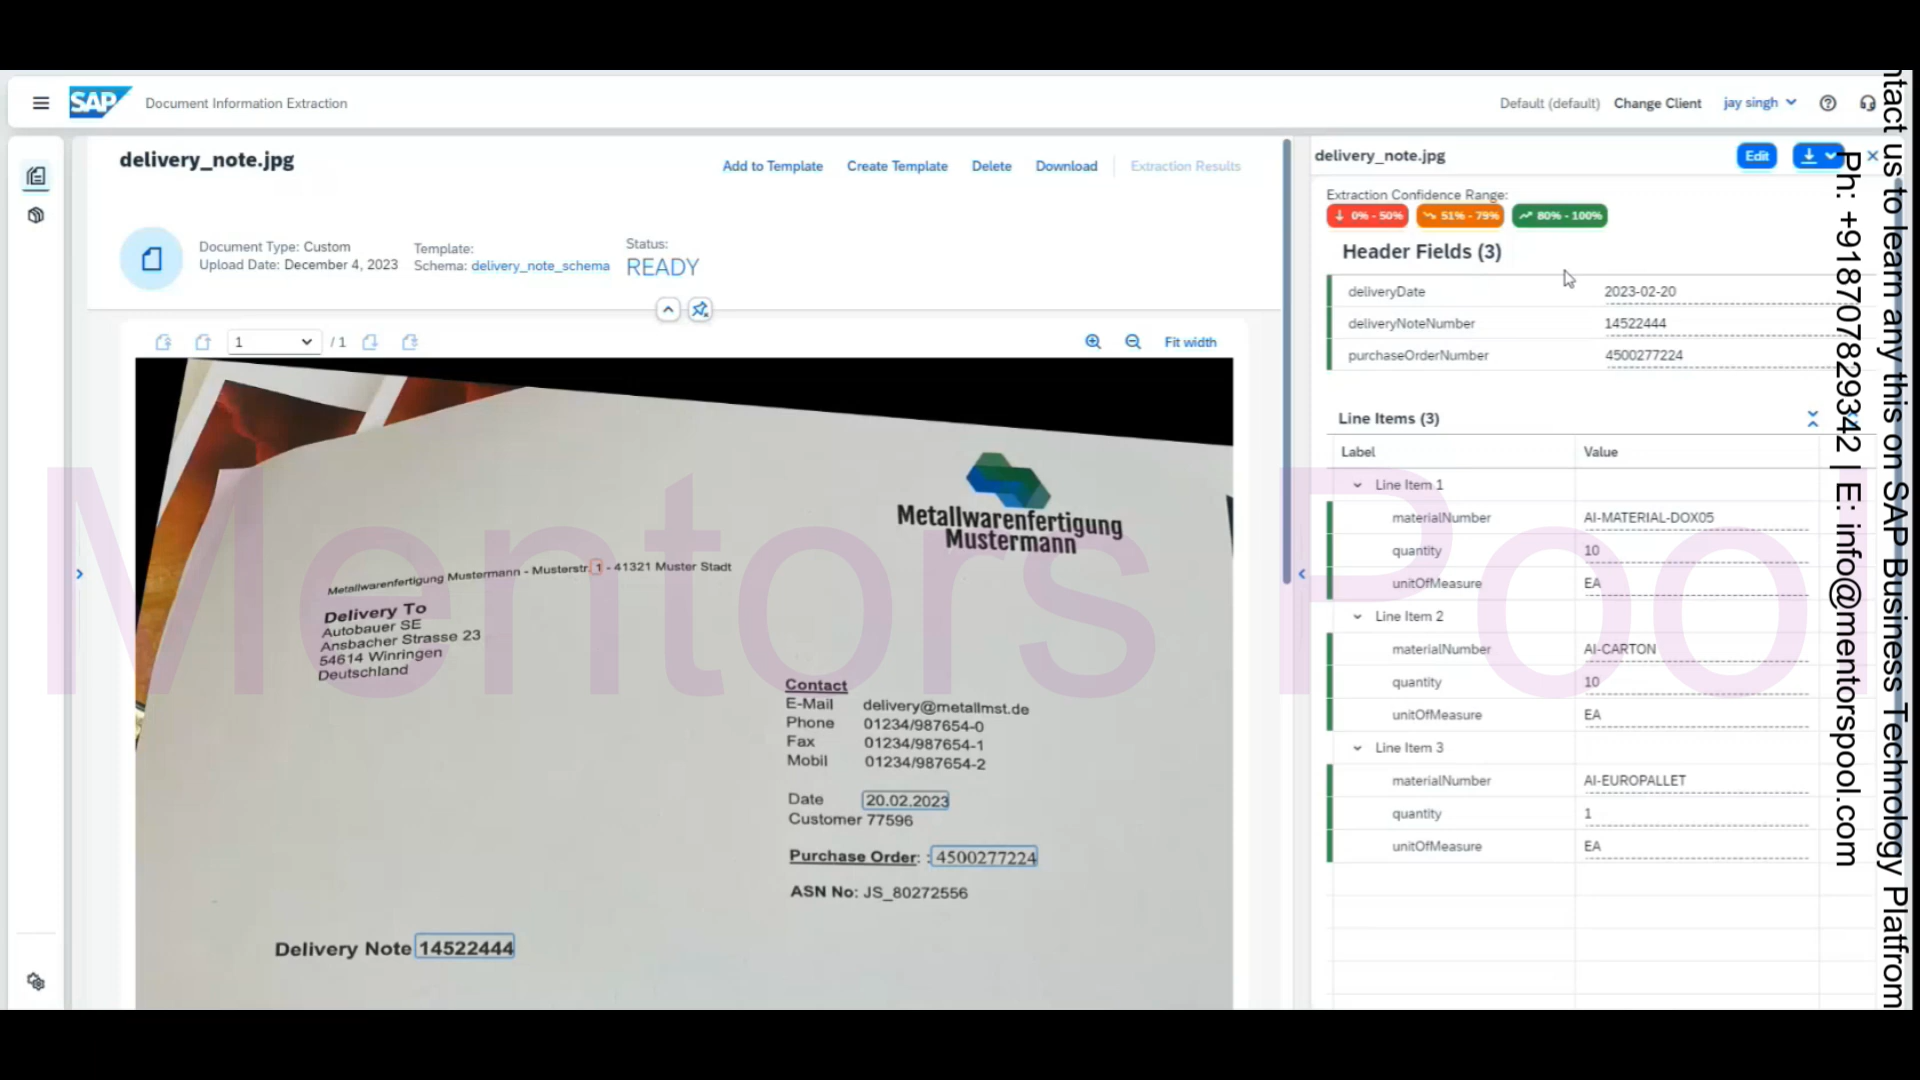 SAP Document Information Extraction
Default (default) Change Client jay singh
delivery_note.jpg
Add to Template Create Template Delete Download Extraction Results
Document Type: Custom
Upload Date: December 4, 2023
Template:
Schema: delivery_note_schema
Status:
READY
1 / 1
Fit width
Metallwarenfertigung
Mustermann
Metallwarenfertigung Mustermann - Musterstr. 1 - 41321 Muster Stadt
Delivery To
Autobauer SE
Ansbacher Strasse 23
54614 Winringen
Deutschland
Contact
E-Mail delivery@metallmst.de
Phone 01234/987654-0
Fax 01234/987654-1
Mobil 01234/987654-2
Date 20.02.2023
Customer 77596
Purchase Order: : 4500277224
ASN No: JS_80272556
Delivery Note 14522444
delivery_note.jpg
Edit
Extraction Confidence Range:
0% - 50% 51% - 79% 80% - 100%
Header Fields (3)
deliveryDate 2023-02-20
deliveryNoteNumber 14522444
purchaseOrderNumber 4500277224
Line Items (3)
Label Value
Line Item 1
materialNumber AI-MATERIAL-DOX05
quantity 10
unitOfMeasure EA
Line Item 2
materialNumber AI-CARTON
quantity 10
unitOfMeasure EA
Line Item 3
materialNumber AI-EUROPALLET
quantity 1
unitOfMeasure EA
Mentors Pool
ntact us to learn any this on SAP Business Technology Platfrom
Ph: +918707829342 | E: info@mentorspool.com